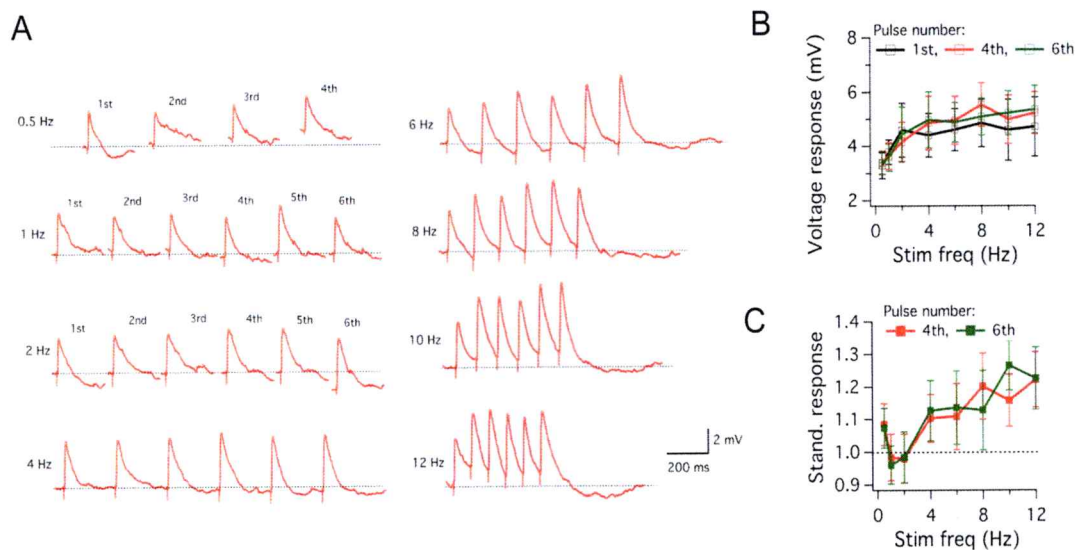 A
0.5 Hz
1st 2nd 3rd 4th
1 Hz
1st 2nd 3rd 4th 5th 6th
2 Hz
1st 2nd 3rd 4th 5th 6th
4 Hz
6 Hz
8 Hz
10 Hz
12 Hz
2 mV
200 ms
B
Pulse number:
1st, 4th, 6th
Voltage response (mV)
8
6
4
2
0 4 8 12
Stim freq (Hz)
C
Pulse number:
4th, 6th
Stand. response
1.4
1.3
1.2
1.1
1.0
0.9
0 4 8 12
Stim freq (Hz)